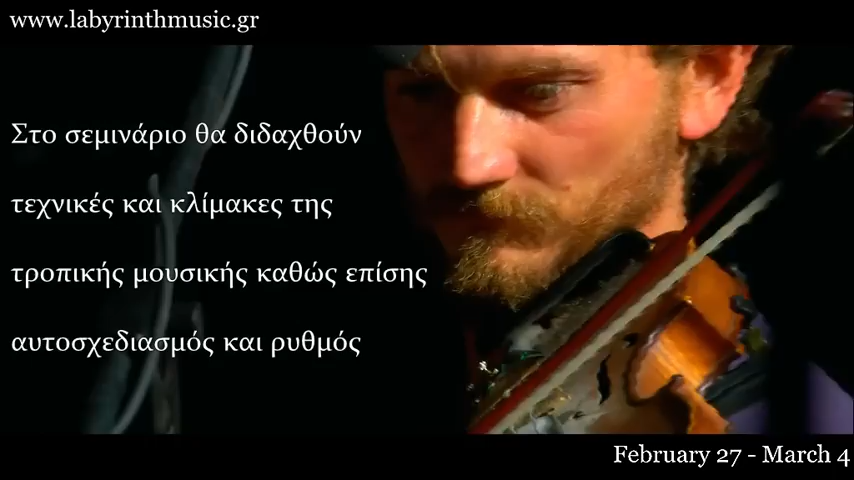 www.labyrinthmusic.gr
Στο σεμινάριο θα διδαχθούν
τεχνικές και κλίμακες της
τροπικής μουσικής καθώς επίσης
αυτοσχεδιασμός και ρυθμός
February 27 - March 4